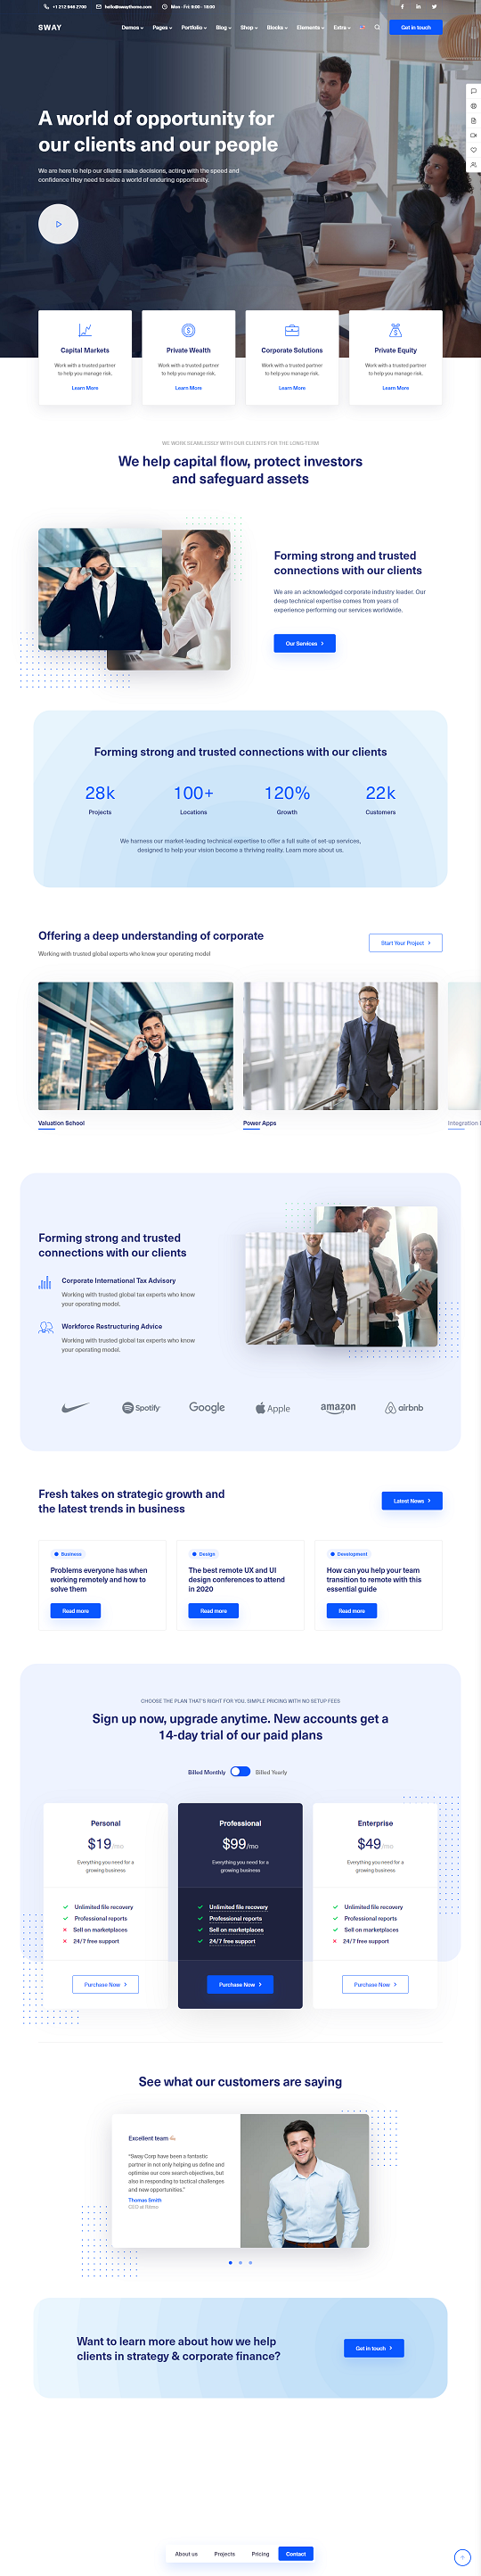 +1 212 946 2700 hello@swaytheme.com Mon - Fri: 9:00 - 18:00
SWAY Demos Pages Portfolio Blog Shop Blocks Elements Extra Get in touch
A world of opportunity for
our clients and our people
We are here to help our clients make decisions, acting with the speed and
confidence they need to seize a world of enduring opportunity.
Capital Markets Private Wealth Corporate Solutions Private Equity
Work with a trusted partner Work with a trusted partner Work with a trusted partner Work with a trusted partner
to help you manage risk. to help you manage risk. to help you manage risk. to help you manage risk.
Learn More Learn More Learn More Learn More
WE WORK SEAMLESSLY WITH OUR CLIENTS FOR THE LONG TERM
We help capital flow, protect investors
and safeguard assets
Forming strong and trusted
connections with our clients
We are an acknowledged corporate industry leader. Our
deep technical expertise comes from years of
experience performing our services worldwide.
Our Services
Forming strong and trusted connections with our clients
28k 100+ 120% 22k
Projects Locations Growth Customers
We harness our market-leading technical expertise to offer a full suite of set-up services,
designed to help your vision become a thriving reality. Learn more about us.
Offering a deep understanding of corporate
Start Your Project
Working with trusted global experts who know your operating model
Valuation School Power Apps Integration
Forming strong and trusted
connections with our clients
Corporate International Tax Advisory
Working with trusted global tax experts who know
your operating model.
Workforce Restructuring Advice
Working with trusted global tax experts who know
your operating model.
Spotify Google Apple amazon airbnb
Fresh takes on strategic growth and
the latest trends in business
Latest News
Business Design Development
Problems everyone has when The best remote UX and UI How can you help your team
working remotely and how to design conferences to attend transition to remote with this
solve them in 2020 essential guide
Read more Read more Read more
CHOOSE THE PLAN THAT'S RIGHT FOR YOU. SIMPLE PRICING WITH NO SETUP FEES
Sign up now, upgrade anytime. New accounts get a
14-day trial of our paid plans
Billed Monthly Billed Yearly
Personal Professional Enterprise
$19/mo $99/mo $49/mo
Everything you need for a Everything you need for a Everything you need for a
growing business growing business growing business
Unlimited file recovery Unlimited file recovery Unlimited file recovery
Professional reports Professional reports Professional reports
Sell on marketplaces Sell on marketplaces Sell on marketplaces
24/7 free support 24/7 free support 24/7 free support
Purchase Now Purchase Now Purchase Now
See what our customers are saying
Excellent team
"Sway Corp have been a fantastic
partner in not only helping us define and
optimise our core search objectives, but
also in responding to tactical challenges
and new opportunities."
Thomas Smith
CEO at
Want to learn more about how we help
clients in strategy & corporate finance?
Get in touch
About us Projects Pricing Contact